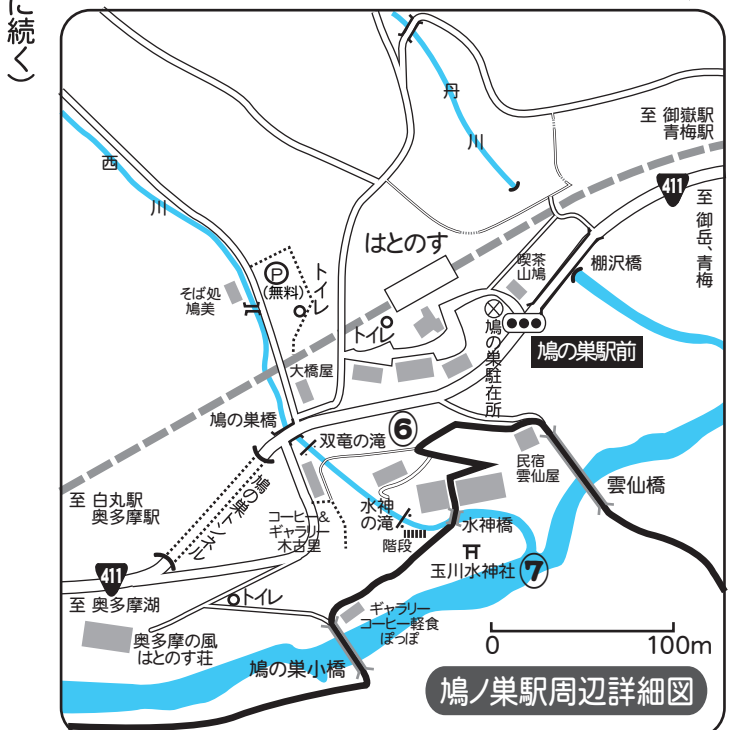 に続く）
丹川
至 御嶽駅
青梅駅
411
至 御岳、青梅
西川
はとのす
P
（無料）
トイレ
喫茶
山鳩
棚沢橋
そば処
鳩美
トイレ
鳩の巣駐在所
鳩の巣駅前
大橋屋
鳩の巣橋
双竜の滝
⑥
民宿
雲仙屋
雲仙橋
至 白丸駅
奥多摩駅
鳩の巣トンネル
コーヒー&
ギャラリー
木古里
水神
の滝
階段
水神橋
玉川水神社
⑦
411
至 奥多摩湖
トイレ
ギャラリー
コーヒー軽食
ぽっぽ
奥多摩の風
はとのす荘
鳩の巣小橋
0
100m
鳩ノ巣駅周辺詳細図